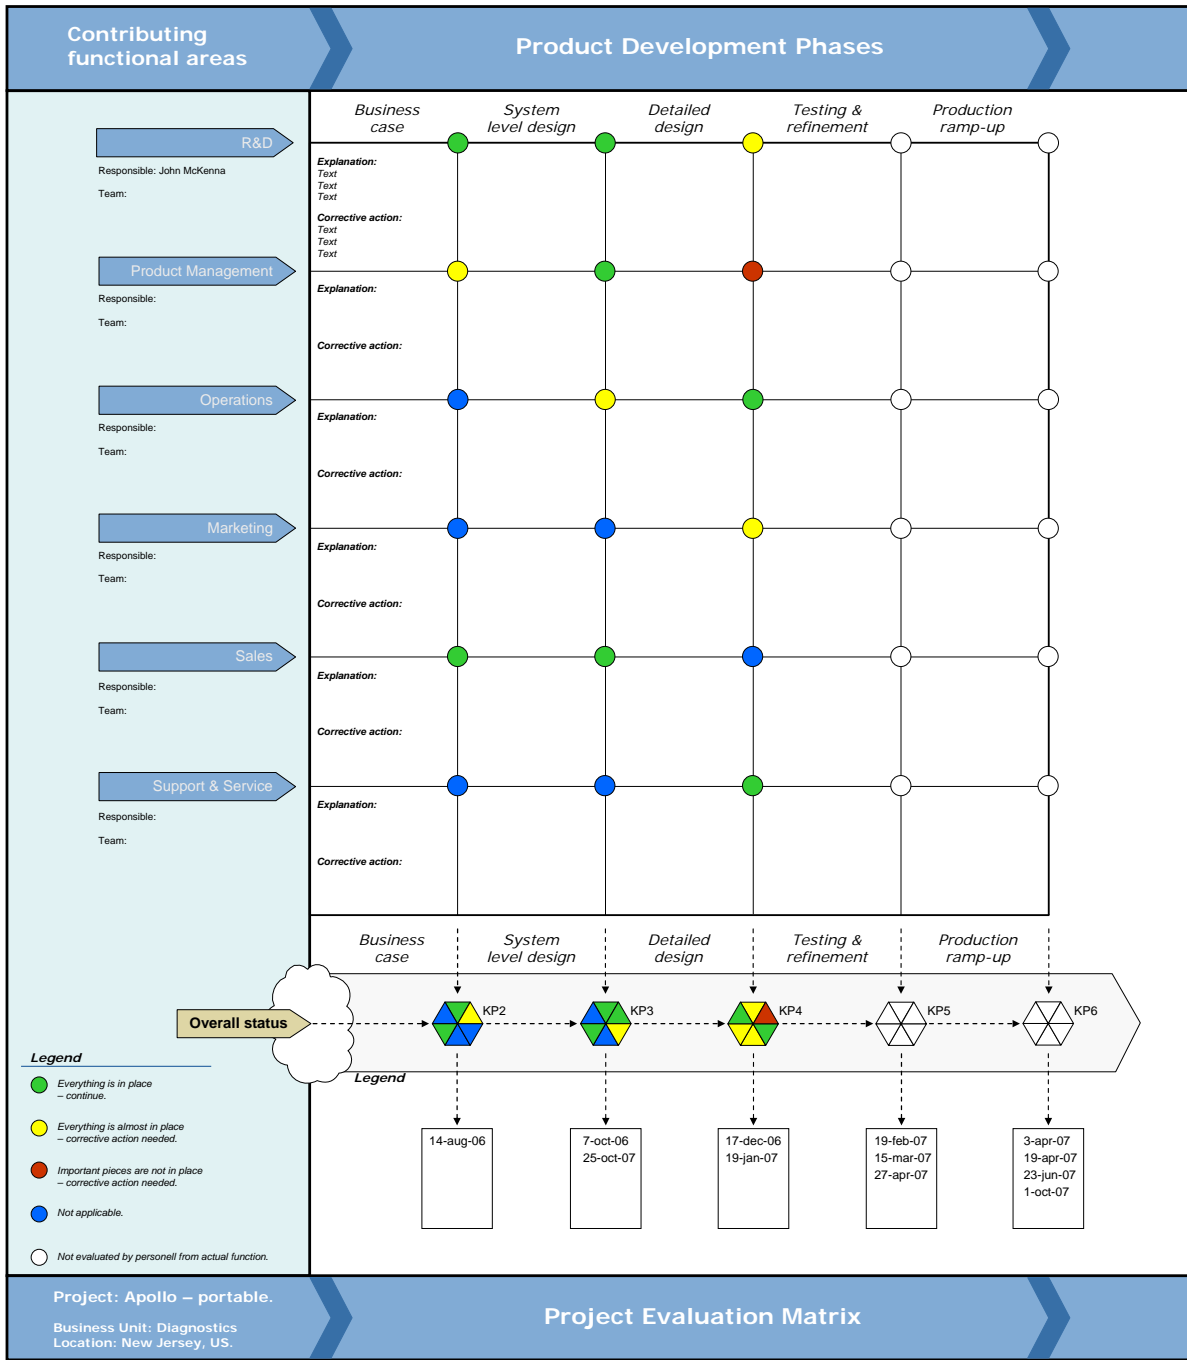 Contributing
functional areas
Product Development Phases
Business
case
System
level design
Detailed
design
Testing &
refinement
Production
ramp-up
R&D
Responsible: John McKenna
Team:
Explanation:
Text
Text
Text
Corrective action:
Text
Text
Text
Product Management
Responsible:
Team:
Explanation:
Corrective action:
Operations
Responsible:
Team:
Explanation:
Corrective action:
Marketing
Responsible:
Team:
Explanation:
Corrective action:
Sales
Responsible:
Team:
Explanation:
Corrective action:
Support & Service
Responsible:
Team:
Explanation:
Corrective action:
Business
case
System
level design
Detailed
design
Testing &
refinement
Production
ramp-up
Overall status
KP2
KP3
KP4
KP5
KP6
Legend
Legend
Everything is in place
– continue.
Everything is almost in place
– corrective action needed.
Important pieces are not in place
– corrective action needed.
Not applicable.
Not evaluated by personell from actual function.
14-aug-06
7-oct-06
25-oct-07
17-dec-06
19-jan-07
19-feb-07
15-mar-07
27-apr-07
3-apr-07
19-apr-07
23-jun-07
1-oct-07
Project: Apollo – portable.
Business Unit: Diagnostics
Location: New Jersey, US.
Project Evaluation Matrix